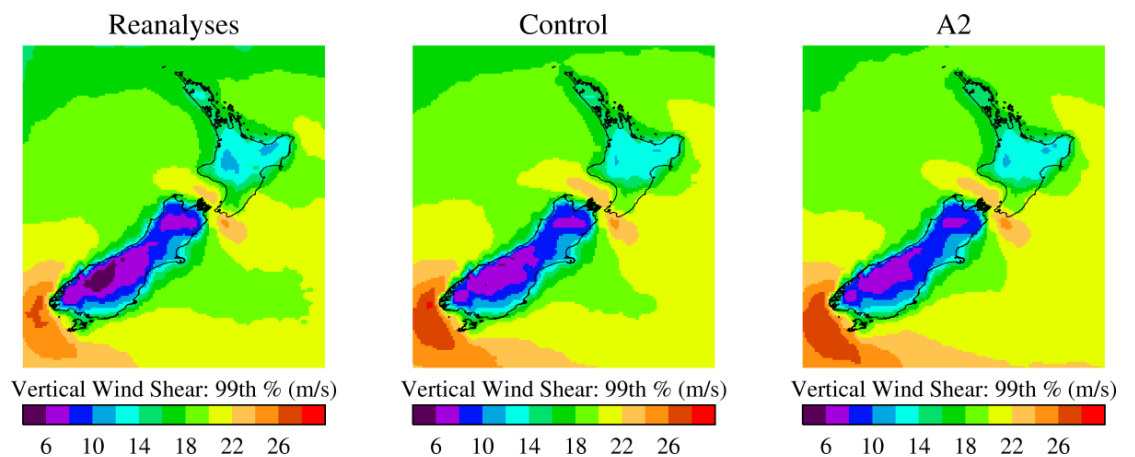 Reanalyses
Control
A2
Vertical Wind Shear: 99th % (m/s)
Vertical Wind Shear: 99th % (m/s)
Vertical Wind Shear: 99th % (m/s)
6 10 14 18 22 26
6 10 14 18 22 26
6 10 14 18 22 26